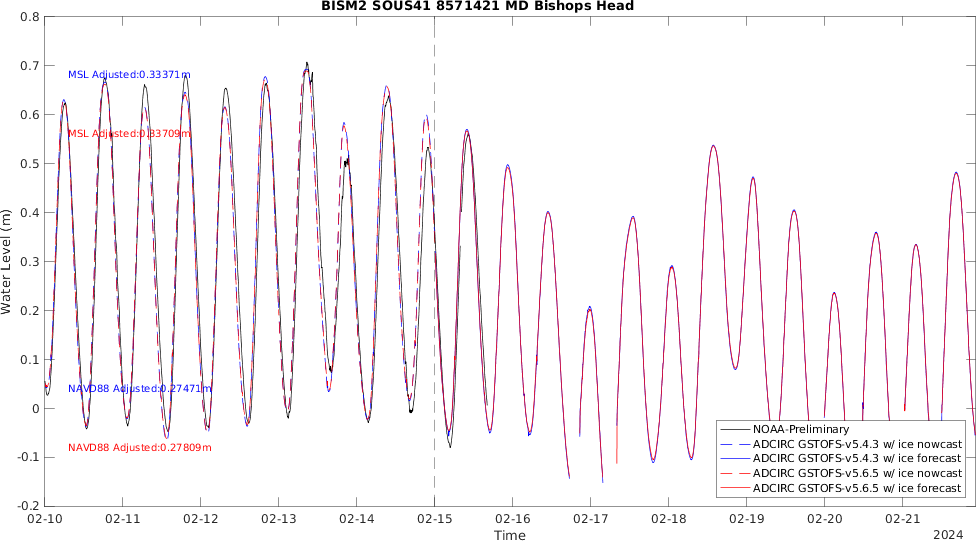 BISM2 SOUS41 8571421 MD Bishops Head
0.8
0.7
0.6
0.5
0.4
0.3
0.2
0.1
0
-0.1
-0.2
Water Level (m)
MSL Adjusted:0.33371m
MSL Adjusted:0.33709m
NAVD88 Adjusted:0.27471m
NAVD88 Adjusted:0.27809m
NOAA-Preliminary
ADCIRC GSTOFS-v5.4.3 w/ ice nowcast
ADCIRC GSTOFS-v5.4.3 w/ ice forecast
ADCIRC GSTOFS-v5.6.5 w/ ice nowcast
ADCIRC GSTOFS-v5.6.5 w/ ice forecast
02-10 02-11 02-12 02-13 02-14 02-15 02-16 02-17 02-18 02-19 02-20 02-21
Time
2024